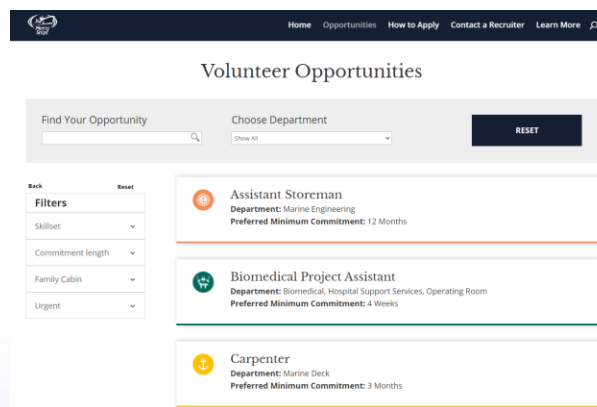 Mercy Ships
Home Opportunities How to Apply Contact a Recruiter Learn More
Volunteer Opportunities
Find Your Opportunity Choose Department
Show All
RESET
Back Reset
Filters
Skillset
Commitment length
Family Cabin
Urgent
Assistant Storeman
Department: Marine Engineering
Preferred Minimum Commitment: 12 Months
Biomedical Project Assistant
Department: Biomedical, Hospital Support Services, Operating Room
Preferred Minimum Commitment: 4 Weeks
Carpenter
Department: Marine Deck
Preferred Minimum Commitment: 3 Months